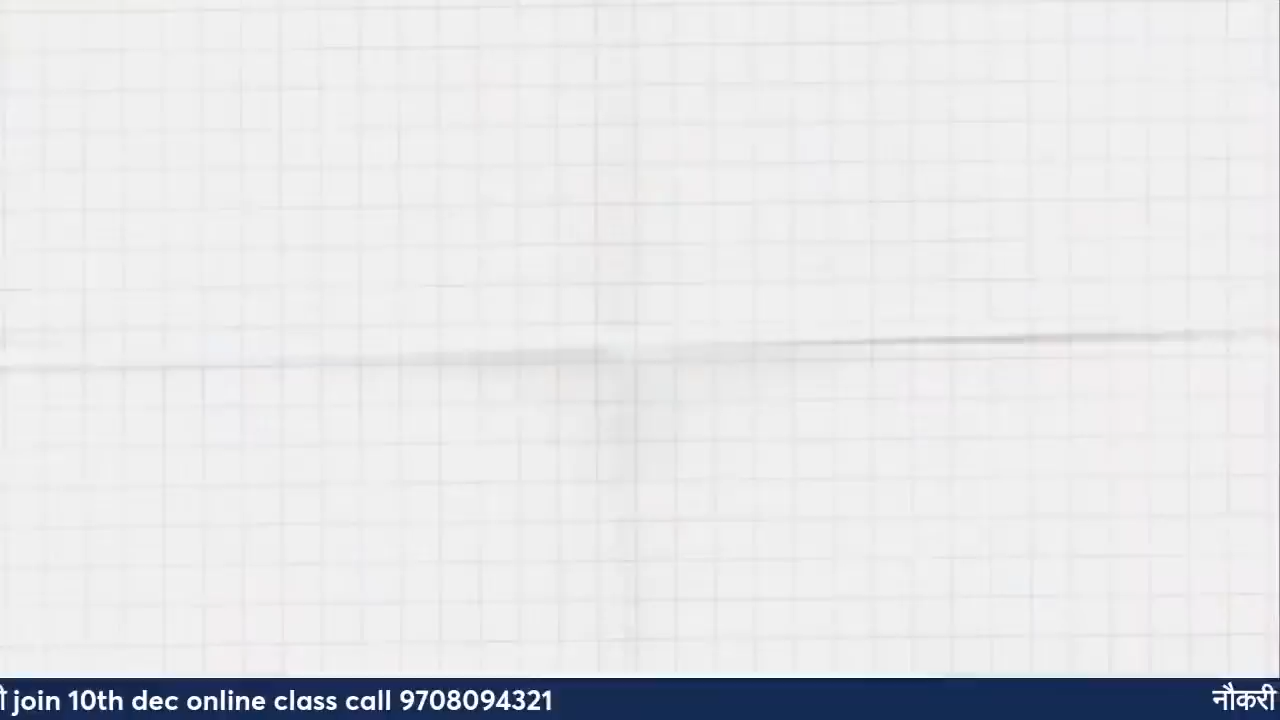 join 10th dec online class call 9708094321 नौकरी